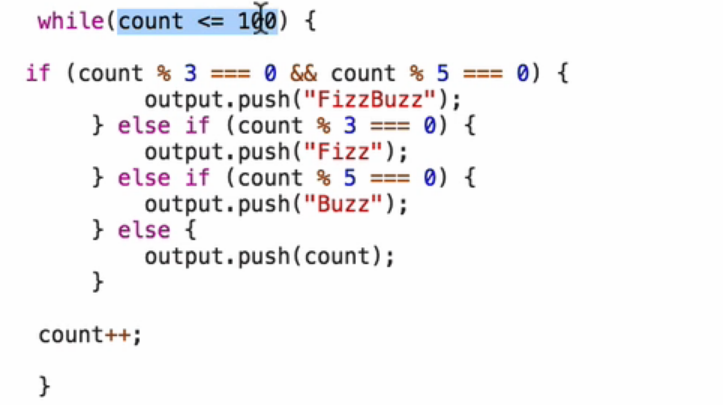 while(count <= 100) {
if (count % 3 === 0 && count % 5 === 0) {
output.push("FizzBuzz");
} else if (count % 3 === 0) {
output.push("Fizz");
} else if (count % 5 === 0) {
output.push("Buzz");
} else {
output.push(count);
}
count++;
}